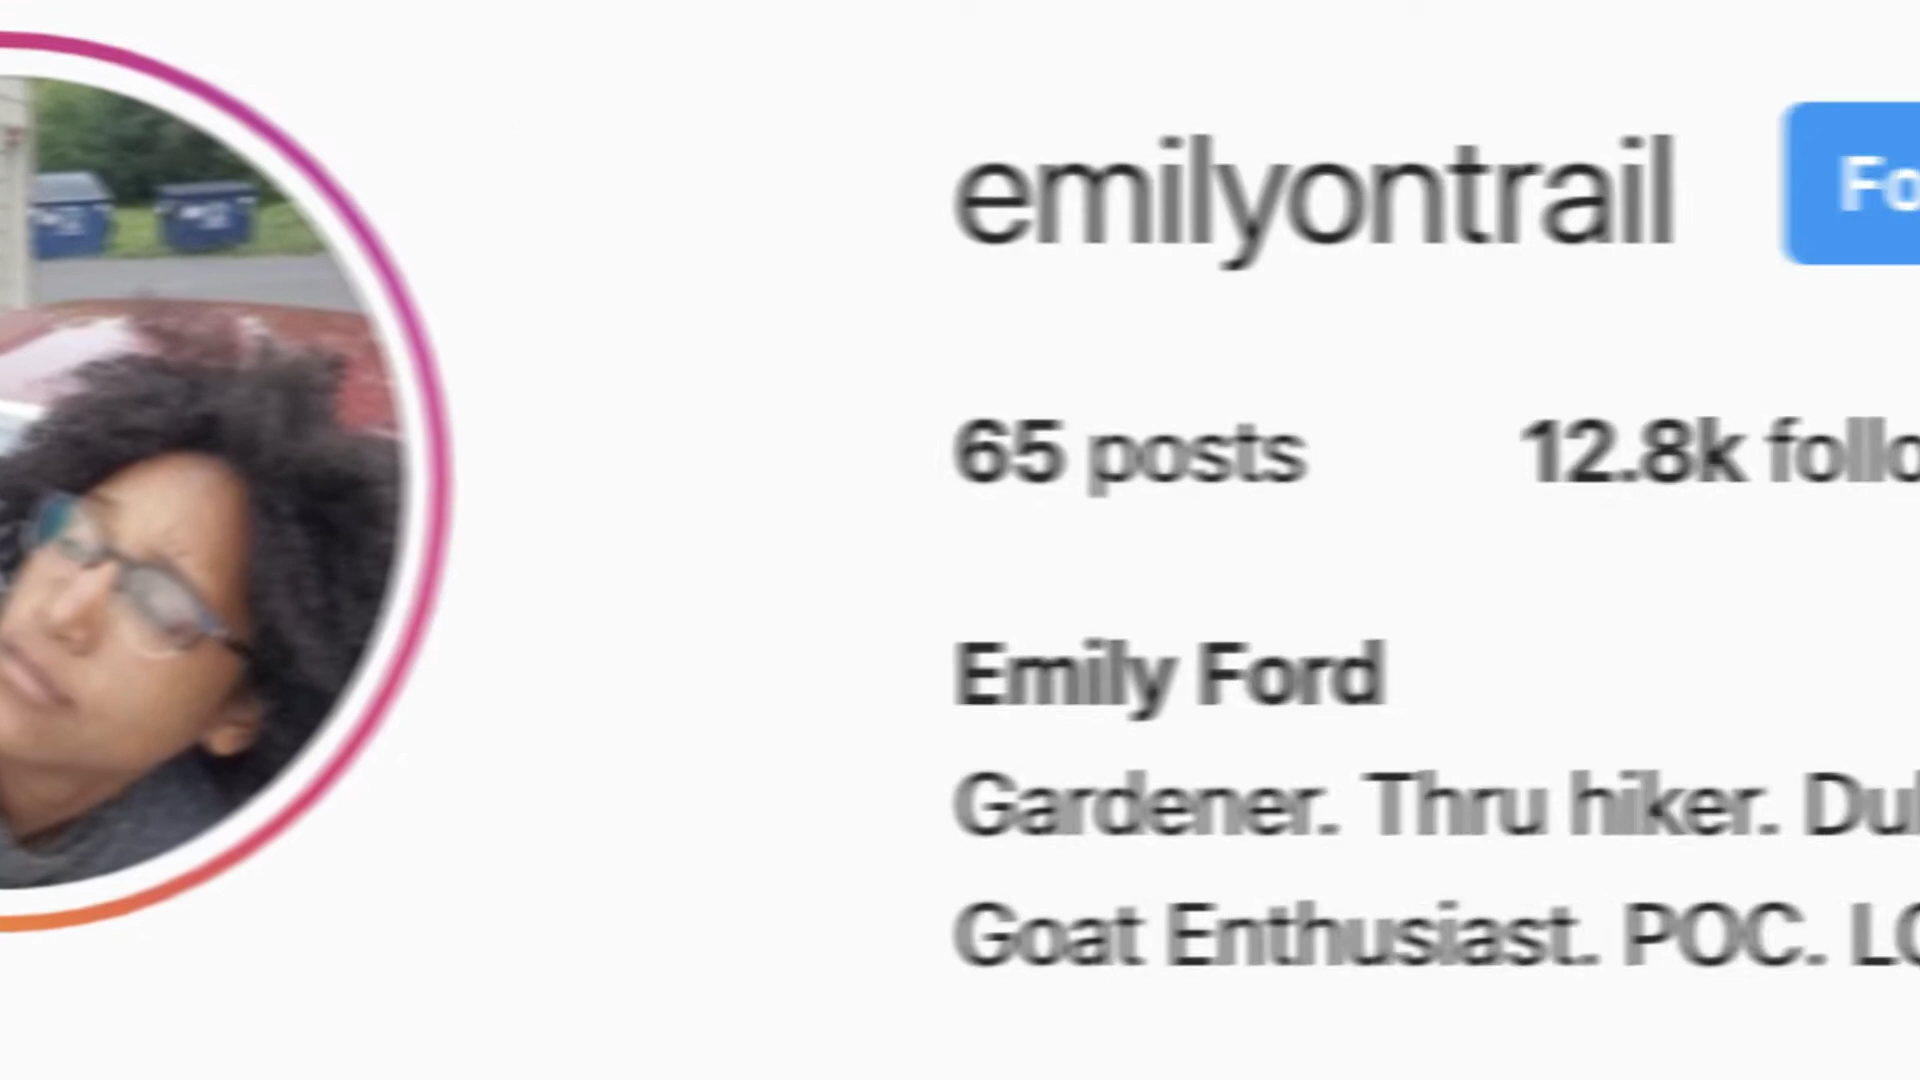 emilyontrail
65 posts 12.8k
Emily Ford
Gardener. Thru hiker.
Goat Enthusiast. POC.